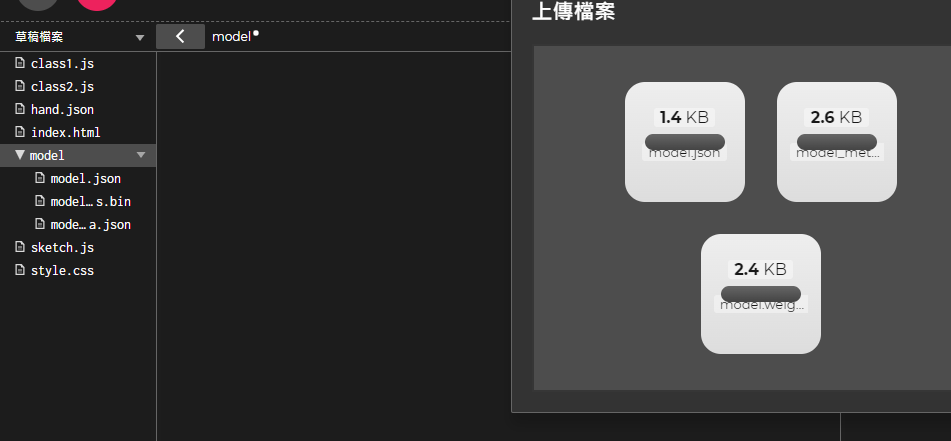 草稿檔案
class1.js
class2.js
hand.json
index.html
model
model.json
model…s.bin
mode…a.json
sketch.js
style.css
model
上傳檔案
1.4 KB
model.json
2.6 KB
model_met...
2.4 KB
model.weig...